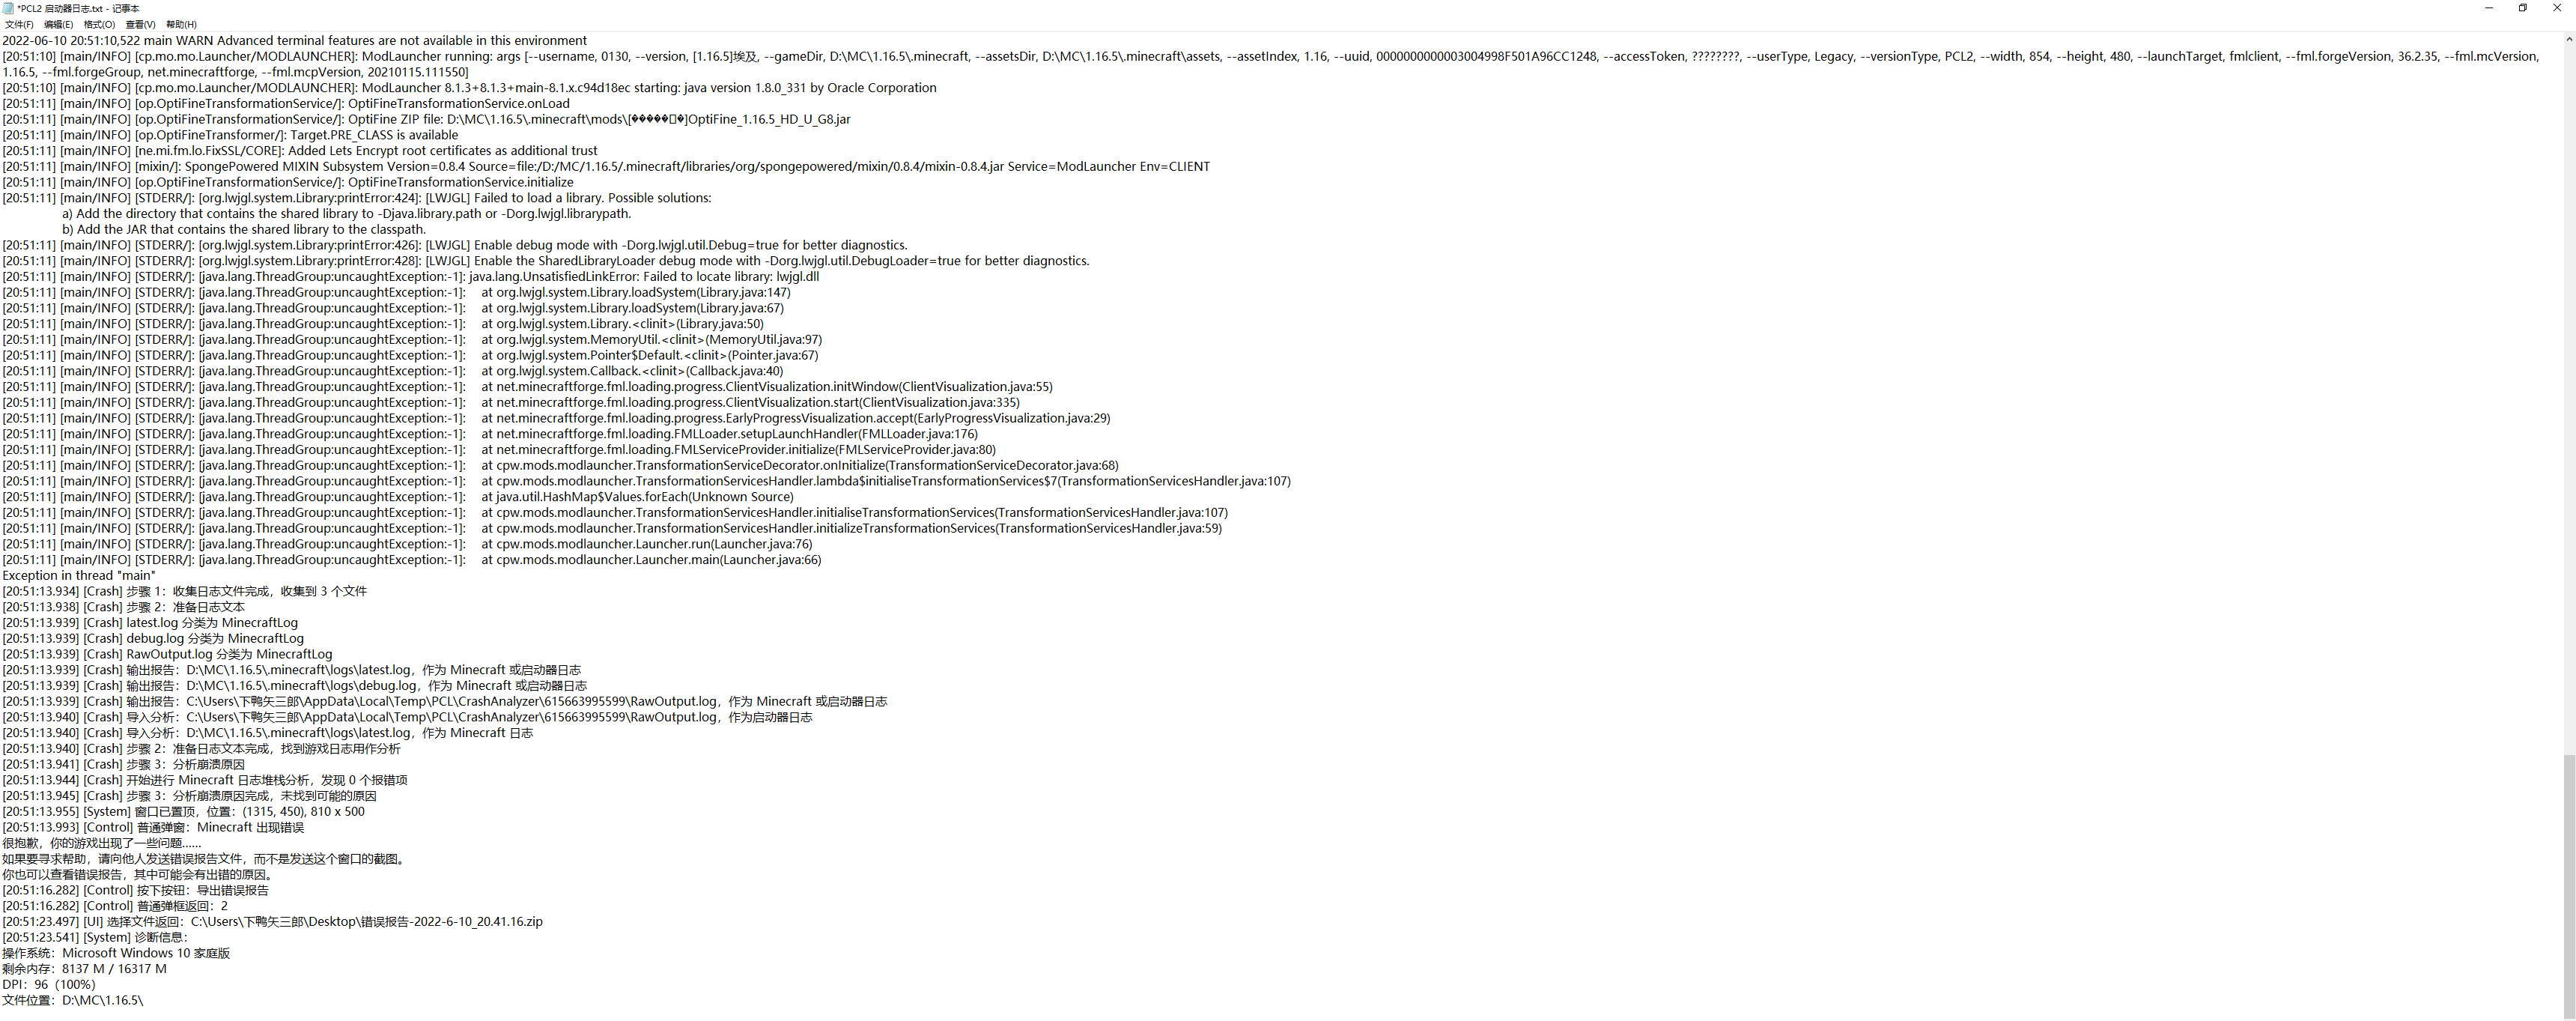 *PCL2 启动器日志.txt - 记事本
文件(F) 编辑(E) 格式(O) 查看(V) 帮助(H)
2022-06-10 20:51:10,522 main WARN Advanced terminal features are not available in this environment
[20:51:10] [main/INFO] [cp.mo.mo.Launcher/MODLAUNCHER]: ModLauncher running: args [--username, 0130, --version, [1.16.5]埃及, --gameDir, D:\MC\1.16.5\.minecraft, --assetsDir, D:\MC\1.16.5\.minecraft\assets, --assetIndex, 1.16, --uuid, 0000000000003004998F501A96CC1248, --accessToken, ????????, --userType, Legacy, --versionType, PCL2, --width, 854, --height, 480, --launchTarget, fmlclient, --fml.forgeVersion, 36.2.35, --fml.mcVersion,
1.16.5, --fml.forgeGroup, net.minecraftforge, --fml.mcpVersion, 20210115.111550]
[20:51:10] [main/INFO] [cp.mo.mo.Launcher/MODLAUNCHER]: ModLauncher 8.1.3+8.1.3+main-8.1.x.c94d18ec starting: java version 1.8.0_331 by Oracle Corporation
[20:51:11] [main/INFO] [op.OptiFineTransformationService/]: OptiFineTransformationService.onLoad
[20:51:11] [main/INFO] [op.OptiFineTransformationService/]: OptiFine ZIP file: D:\MC\1.16.5\.minecraft\mods\[�����޸�]OptiFine_1.16.5_HD_U_G8.jar
[20:51:11] [main/INFO] [op.OptiFineTransformer/]: Target.PRE_CLASS is available
[20:51:11] [main/INFO] [ne.mi.fm.lo.FixSSL/CORE]: Added Lets Encrypt root certificates as additional trust
[20:51:11] [main/INFO] [mixin/]: SpongePowered MIXIN Subsystem Version=0.8.4 Source=file:/D:/MC/1.16.5/.minecraft/libraries/org/spongepowered/mixin/0.8.4/mixin-0.8.4.jar Service=ModLauncher Env=CLIENT
[20:51:11] [main/INFO] [op.OptiFineTransformationService/]: OptiFineTransformationService.initialize
[20:51:11] [main/INFO] [STDERR/]: [org.lwjgl.system.Library:printError:424]: [LWJGL] Failed to load a library. Possible solutions:
a) Add the directory that contains the shared library to -Djava.library.path or -Dorg.lwjgl.librarypath.
b) Add the JAR that contains the shared library to the classpath.
[20:51:11] [main/INFO] [STDERR/]: [org.lwjgl.system.Library:printError:426]: [LWJGL] Enable debug mode with -Dorg.lwjgl.util.Debug=true for better diagnostics.
[20:51:11] [main/INFO] [STDERR/]: [org.lwjgl.system.Library:printError:428]: [LWJGL] Enable the SharedLibraryLoader debug mode with -Dorg.lwjgl.util.DebugLoader=true for better diagnostics.
[20:51:11] [main/INFO] [STDERR/]: [java.lang.ThreadGroup:uncaughtException:-1]: java.lang.UnsatisfiedLinkError: Failed to locate library: lwjgl.dll
[20:51:11] [main/INFO] [STDERR/]: [java.lang.ThreadGroup:uncaughtException:-1]: at org.lwjgl.system.Library.loadSystem(Library.java:147)
[20:51:11] [main/INFO] [STDERR/]: [java.lang.ThreadGroup:uncaughtException:-1]: at org.lwjgl.system.Library.loadSystem(Library.java:67)
[20:51:11] [main/INFO] [STDERR/]: [java.lang.ThreadGroup:uncaughtException:-1]: at org.lwjgl.system.Library.<clinit>(Library.java:50)
[20:51:11] [main/INFO] [STDERR/]: [java.lang.ThreadGroup:uncaughtException:-1]: at org.lwjgl.system.MemoryUtil.<clinit>(MemoryUtil.java:97)
[20:51:11] [main/INFO] [STDERR/]: [java.lang.ThreadGroup:uncaughtException:-1]: at org.lwjgl.system.Pointer$Default.<clinit>(Pointer.java:67)
[20:51:11] [main/INFO] [STDERR/]: [java.lang.ThreadGroup:uncaughtException:-1]: at org.lwjgl.system.Callback.<clinit>(Callback.java:40)
[20:51:11] [main/INFO] [STDERR/]: [java.lang.ThreadGroup:uncaughtException:-1]: at net.minecraftforge.fml.loading.progress.ClientVisualization.initWindow(ClientVisualization.java:55)
[20:51:11] [main/INFO] [STDERR/]: [java.lang.ThreadGroup:uncaughtException:-1]: at net.minecraftforge.fml.loading.progress.ClientVisualization.start(ClientVisualization.java:335)
[20:51:11] [main/INFO] [STDERR/]: [java.lang.ThreadGroup:uncaughtException:-1]: at net.minecraftforge.fml.loading.progress.EarlyProgressVisualization.accept(EarlyProgressVisualization.java:29)
[20:51:11] [main/INFO] [STDERR/]: [java.lang.ThreadGroup:uncaughtException:-1]: at net.minecraftforge.fml.loading.FMLLoader.setupLaunchHandler(FMLLoader.java:176)
[20:51:11] [main/INFO] [STDERR/]: [java.lang.ThreadGroup:uncaughtException:-1]: at net.minecraftforge.fml.loading.FMLServiceProvider.initialize(FMLServiceProvider.java:80)
[20:51:11] [main/INFO] [STDERR/]: [java.lang.ThreadGroup:uncaughtException:-1]: at cpw.mods.modlauncher.TransformationServiceDecorator.onInitialize(TransformationServiceDecorator.java:68)
[20:51:11] [main/INFO] [STDERR/]: [java.lang.ThreadGroup:uncaughtException:-1]: at cpw.mods.modlauncher.TransformationServicesHandler.lambda$initialiseTransformationServices$7(TransformationServicesHandler.java:107)
[20:51:11] [main/INFO] [STDERR/]: [java.lang.ThreadGroup:uncaughtException:-1]: at java.util.HashMap$Values.forEach(Unknown Source)
[20:51:11] [main/INFO] [STDERR/]: [java.lang.ThreadGroup:uncaughtException:-1]: at cpw.mods.modlauncher.TransformationServicesHandler.initialiseTransformationServices(TransformationServicesHandler.java:107)
[20:51:11] [main/INFO] [STDERR/]: [java.lang.ThreadGroup:uncaughtException:-1]: at cpw.mods.modlauncher.TransformationServicesHandler.initializeTransformationServices(TransformationServicesHandler.java:59)
[20:51:11] [main/INFO] [STDERR/]: [java.lang.ThreadGroup:uncaughtException:-1]: at cpw.mods.modlauncher.Launcher.run(Launcher.java:76)
[20:51:11] [main/INFO] [STDERR/]: [java.lang.ThreadGroup:uncaughtException:-1]: at cpw.mods.modlauncher.Launcher.main(Launcher.java:66)
Exception in thread "main"
[20:51:13.934] [Crash] 步骤 1：收集日志文件完成，收集到 3 个文件
[20:51:13.938] [Crash] 步骤 2：准备日志文本
[20:51:13.939] [Crash] latest.log 分类为 MinecraftLog
[20:51:13.939] [Crash] debug.log 分类为 MinecraftLog
[20:51:13.939] [Crash] RawOutput.log 分类为 MinecraftLog
[20:51:13.939] [Crash] 输出报告：D:\MC\1.16.5\.minecraft\logs\latest.log，作为 Minecraft 或启动器日志
[20:51:13.939] [Crash] 输出报告：D:\MC\1.16.5\.minecraft\logs\debug.log，作为 Minecraft 或启动器日志
[20:51:13.939] [Crash] 输出报告：C:\Users\下鸭矢三郎\AppData\Local\Temp\PCL\CrashAnalyzer\615663995599\RawOutput.log，作为 Minecraft 或启动器日志
[20:51:13.940] [Crash] 导入分析：C:\Users\下鸭矢三郎\AppData\Local\Temp\PCL\CrashAnalyzer\615663995599\RawOutput.log，作为启动器日志
[20:51:13.940] [Crash] 导入分析：D:\MC\1.16.5\.minecraft\logs\latest.log，作为 Minecraft 日志
[20:51:13.940] [Crash] 步骤 2：准备日志文本完成，找到游戏日志用作分析
[20:51:13.941] [Crash] 步骤 3：分析崩溃原因
[20:51:13.944] [Crash] 开始进行 Minecraft 日志堆栈分析，发现 0 个报错项
[20:51:13.945] [Crash] 步骤 3：分析崩溃原因完成，未找到可能的原因
[20:51:13.955] [System] 窗口已置顶，位置：(1315, 450), 810 x 500
[20:51:13.993] [Control] 普通弹窗：Minecraft 出现错误
很抱歉，你的游戏出现了一些问题……
如果要寻求帮助，请向他人发送错误报告文件，而不是发送这个窗口的截图。
你也可以查看错误报告，其中可能会有出错的原因。
[20:51:16.282] [Control] 按下按钮：导出错误报告
[20:51:16.282] [Control] 普通弹框返回：2
[20:51:23.497] [UI] 选择文件返回：C:\Users\下鸭矢三郎\Desktop\错误报告-2022-6-10_20.41.16.zip
[20:51:23.541] [System] 诊断信息：
操作系统：Microsoft Windows 10 家庭版
剩余内存：8137 M / 16317 M
DPI：96（100%）
文件位置：D:\MC\1.16.5\